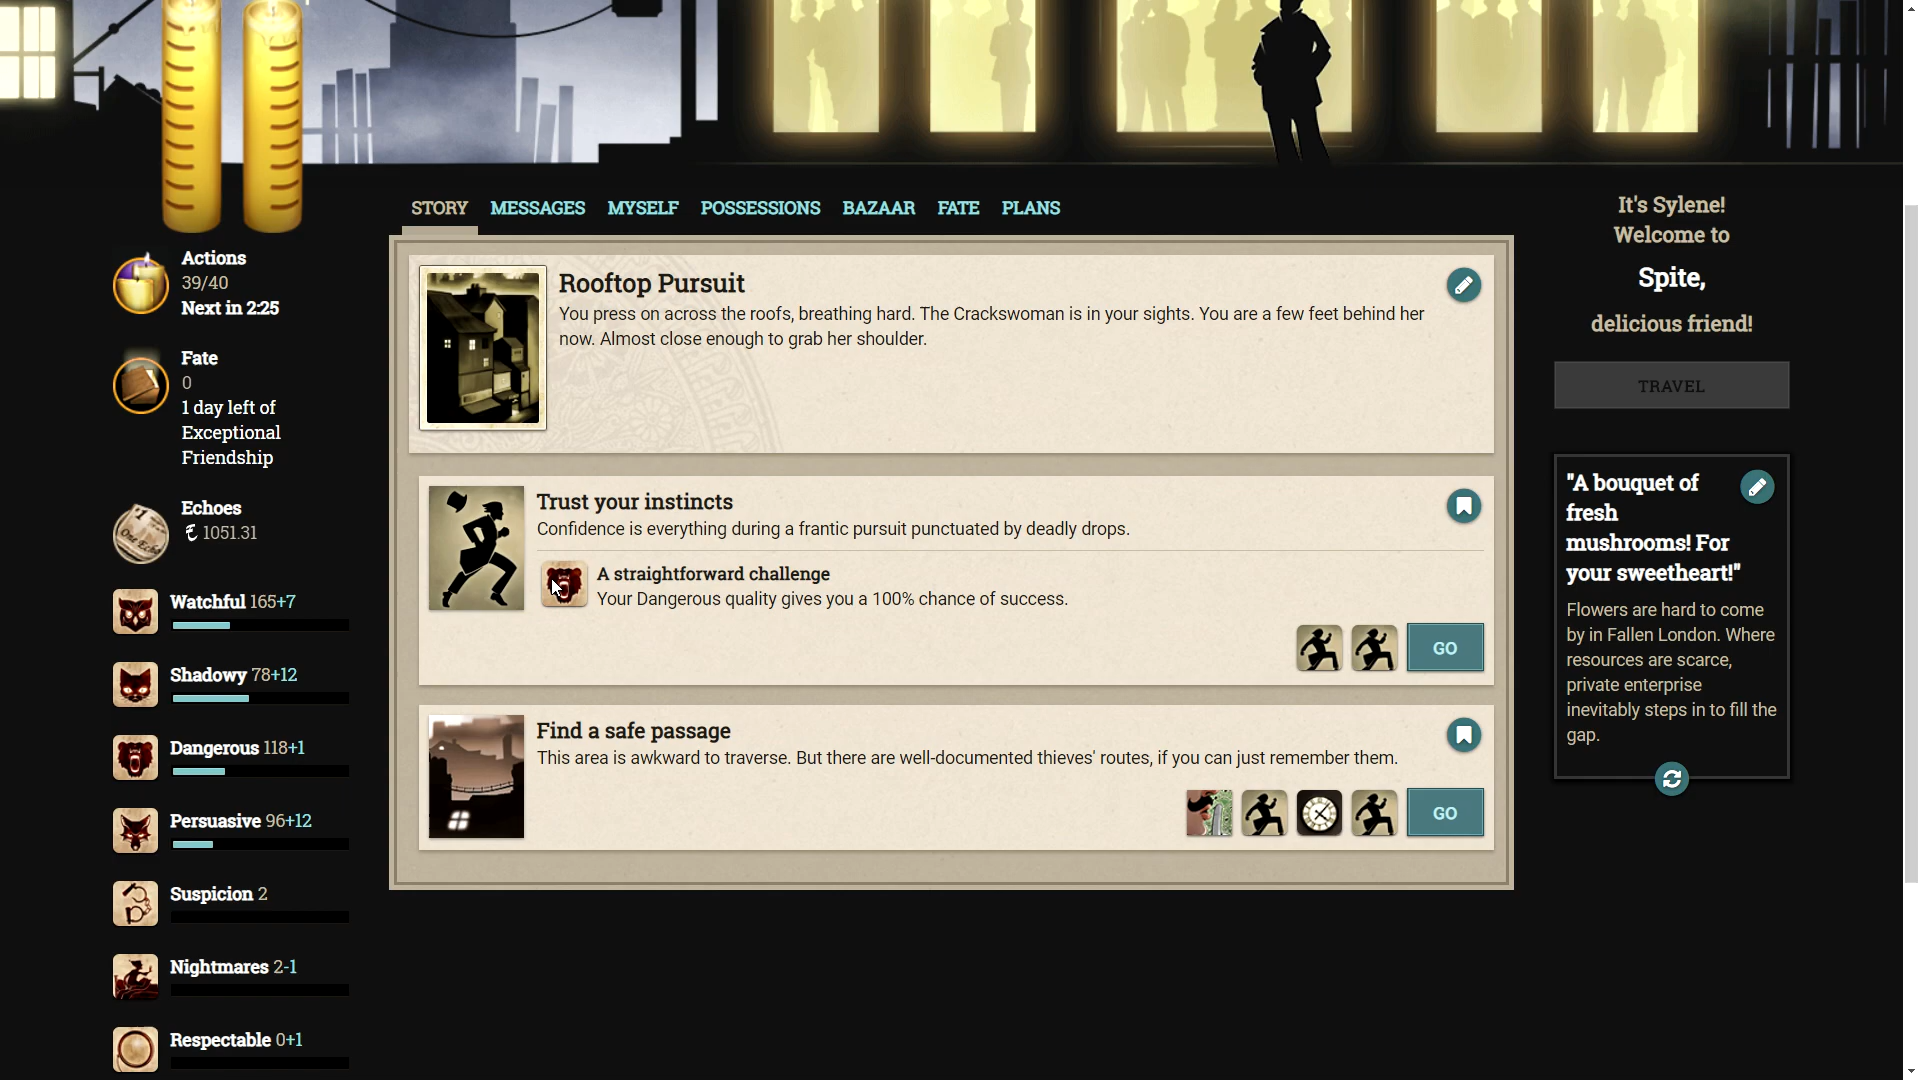 STORY MESSAGES MYSELF POSSESSIONS BAZAAR FATE PLANS
Actions
39/40
Next in 2:25
Fate
0
1 day left of
Exceptional
Friendship
Echoes
1051.31
Watchful 165+7
Shadowy 78+12
Dangerous 118+1
Persuasive 96+12
Suspicion 2
Nightmares 2-1
Respectable 0+1
Rooftop Pursuit
You press on across the roofs, breathing hard. The Crackswoman is in your sights. You are a few feet behind her
now. Almost close enough to grab her shoulder.
Trust your instincts
Confidence is everything during a frantic pursuit punctuated by deadly drops.
A straightforward challenge
Your Dangerous quality gives you a 100% chance of success.
GO
Find a safe passage
This area is awkward to traverse. But there are well-documented thieves' routes, if you can just remember them.
GO
It's Sylene!
Welcome to
Spite,
delicious friend!
TRAVEL
"A bouquet of
fresh
mushrooms! For
your sweetheart!"
Flowers are hard to come
by in Fallen London. Where
resources are scarce,
private enterprise
inevitably steps in to fill the
gap.